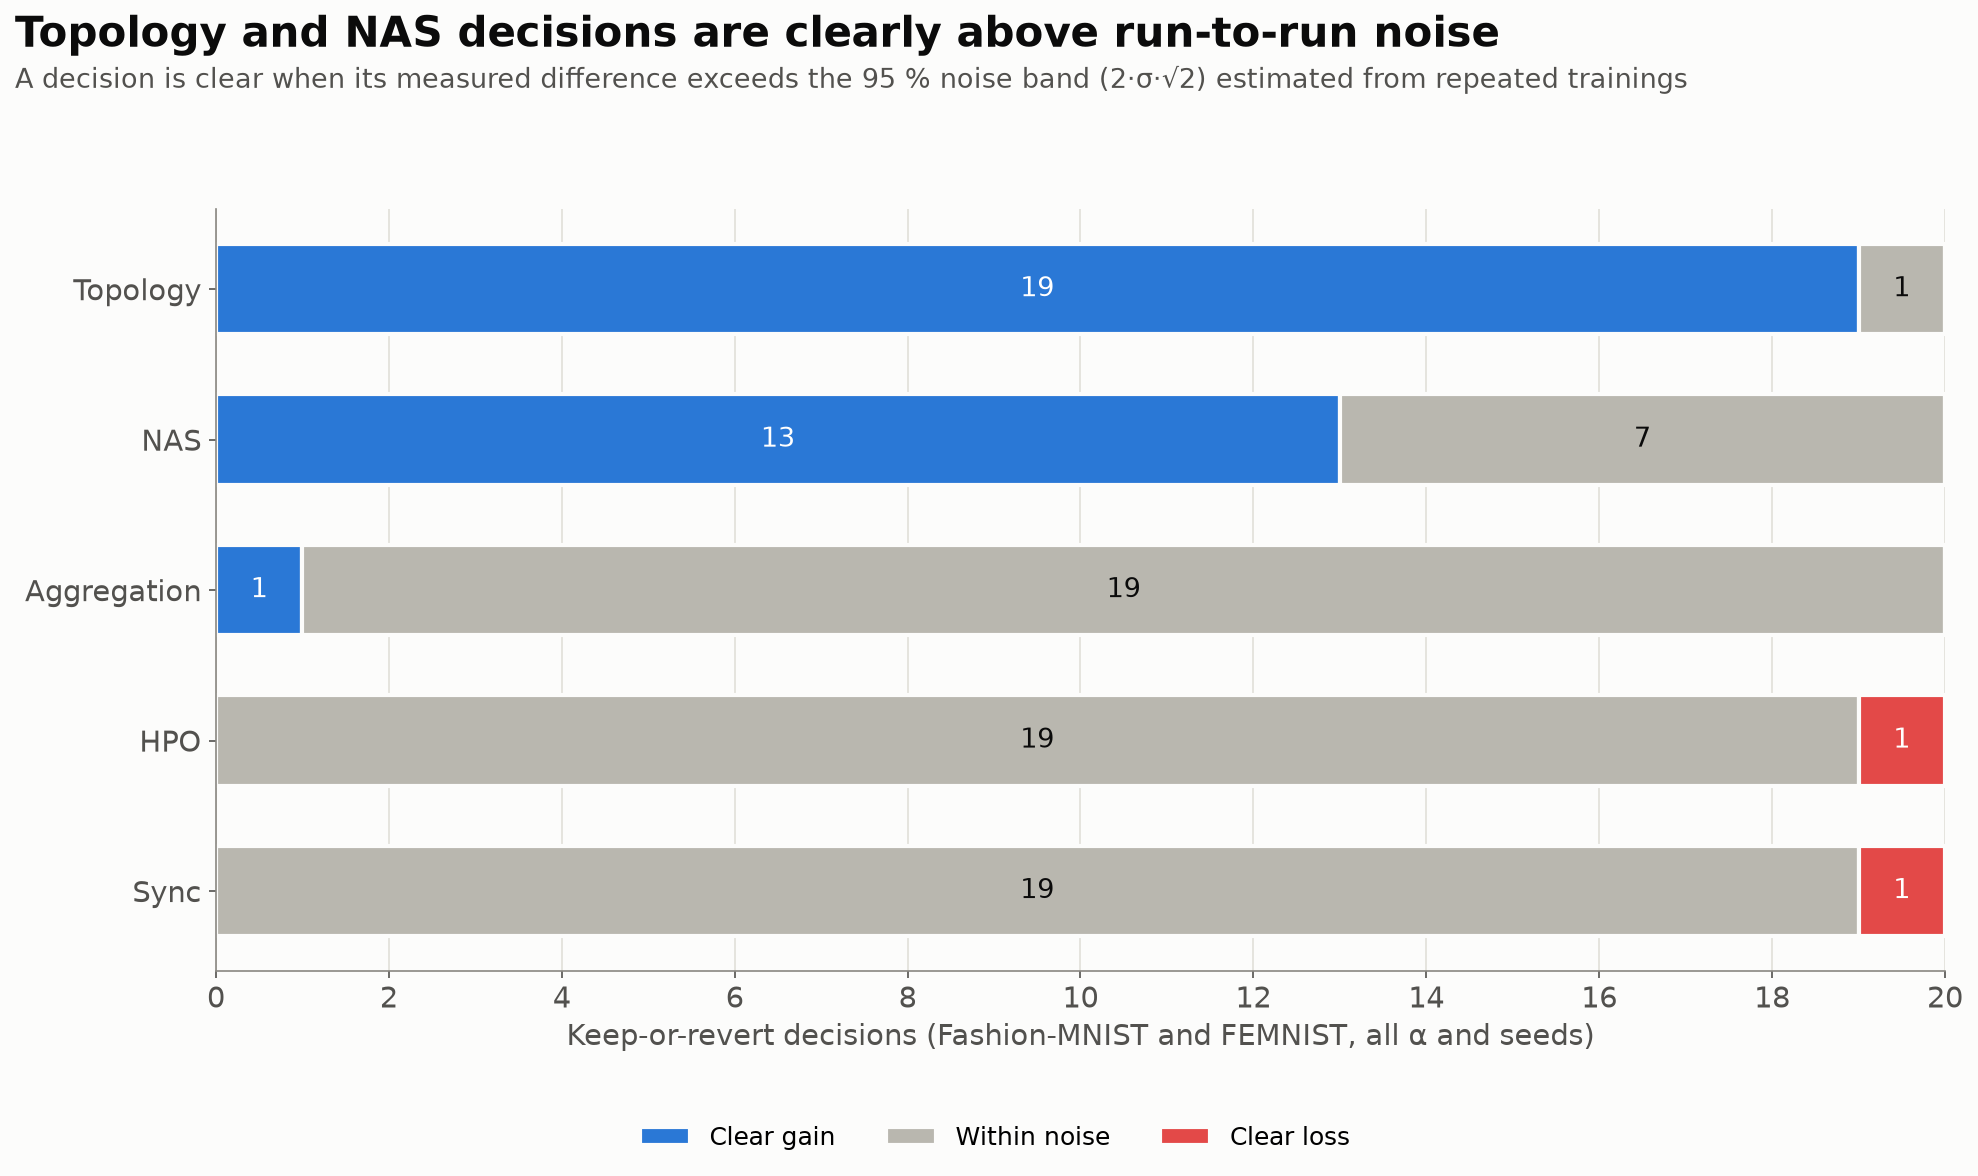 Topology and NAS decisions are clearly above run-to-run noise
A decision is clear when its measured difference exceeds the 95 % noise band (2·σ·√2) estimated from repeated trainings
Topology
19
1
NAS
13
7
Aggregation
1
19
HPO
19
1
Sync
19
1
0 2 4 6 8 10 12 14 16 18 20
Keep-or-revert decisions (Fashion-MNIST and FEMNIST, all α and seeds)
Clear gain
Within noise
Clear loss